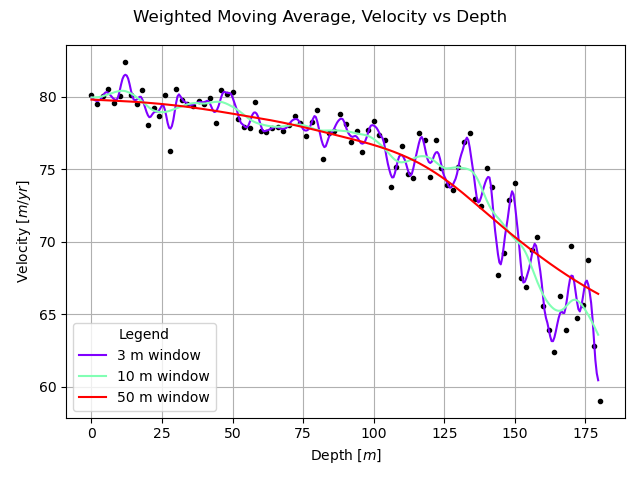 Weighted Moving Average, Velocity vs Depth
80
75
70
65
60
Velocity [m/yr]
Legend
3 m window
10 m window
50 m window
0
25
50
75
100
125
150
175
Depth [m]